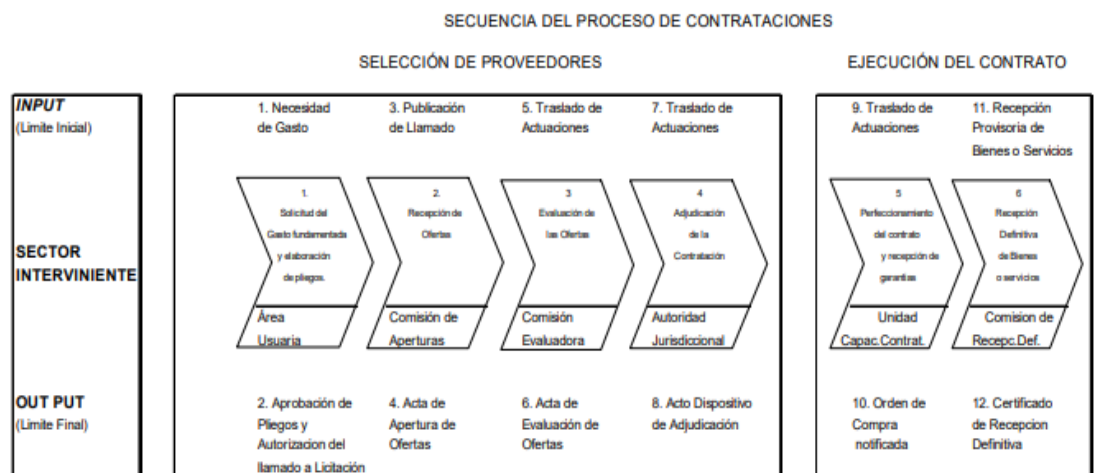 SECUENCIA DEL PROCESO DE CONTRATACIONES
SELECCIÓN DE PROVEEDORES
EJECUCIÓN DEL CONTRATO
INPUT
(Limite Inicial)
1. Necesidad
de Gasto
3. Publicación
de Llamado
5. Traslado de
Actuaciones
7. Traslado de
Actuaciones
9. Traslado de
Actuaciones
11. Recepción
Provisoria de
Bienes o Servicios
SECTOR
INTERVINIENTE
1.
Solicitud del
Gasto fundamentada
y elaboración
de pliegos.
Área
Usuaria
2.
Recepción de
Ofertas
Comisión de
Aperturas
3
Evaluación de
las Ofertas
Comisión
Evaluadora
4
Adjudicación
de la
Contratación
Autoridad
Jurisdiccional
5
Perfeccionamiento
del contrato
y recepción de
garantías
Unidad
Capac.Contrat.
6
Recepción
Definitiva
de Bienes
o servicios
Comision de
Recepc.Def.
OUT PUT
(Limite Final)
2. Aprobación de
Pliegos y
Autorizacion del
llamado a Licitación
4. Acta de
Apertura de
Ofertas
6. Acta de
Evaluación de
Ofertas
8. Acto Dispositivo
de Adjudicación
10. Orden de
Compra
notificada
12. Certificado
de Recepcion
Definitiva